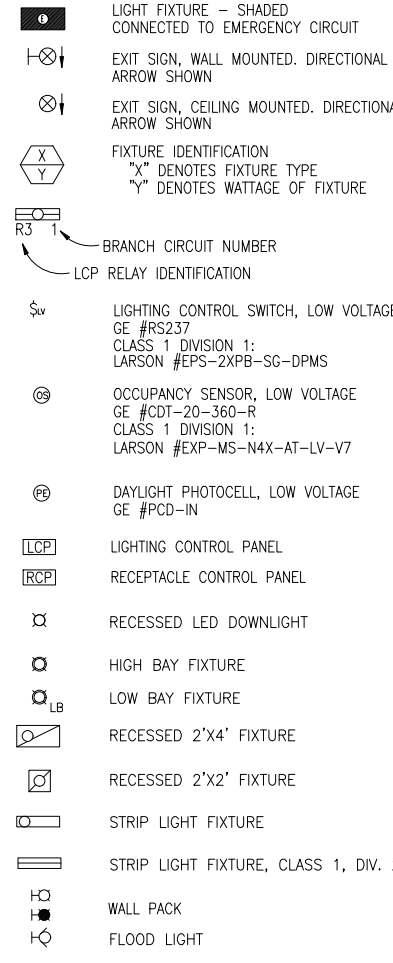 E
LIGHT FIXTURE – SHADED
CONNECTED TO EMERGENCY CIRCUIT
EXIT SIGN, WALL MOUNTED. DIRECTIONAL
ARROW SHOWN
EXIT SIGN, CEILING MOUNTED.
ARROW SHOWN
X
Y
FIXTURE IDENTIFICATION
"X" DENOTES FIXTURE TYPE
"Y" DENOTES WATTAGE OF FIXTURE
R3 1
BRANCH CIRCUIT NUMBER
LCP RELAY IDENTIFICATION
$LV
LIGHTING CONTROL SWITCH, LOW VOLTAGE
GE #RS237
CLASS 1 DIVISION 1:
LARSON #EPS-2XPB-SG-DPMS
OS
OCCUPANCY SENSOR, LOW VOLTAGE
GE #CDT-20-360-R
CLASS 1 DIVISION 1:
LARSON #EXP-MS-N4X-AT-LV-V7
PE
DAYLIGHT PHOTOCELL, LOW VOLTAGE
GE #PCD-IN
LCP
LIGHTING CONTROL PANEL
RCP
RECEPTACLE CONTROL PANEL
RECESSED LED DOWNLIGHT
HIGH BAY FIXTURE
LB
LOW BAY FIXTURE
RECESSED 2'X4' FIXTURE
RECESSED 2'X2' FIXTURE
STRIP LIGHT FIXTURE
STRIP LIGHT FIXTURE, CLASS 1, DIV.
WALL PACK
FLOOD LIGHT